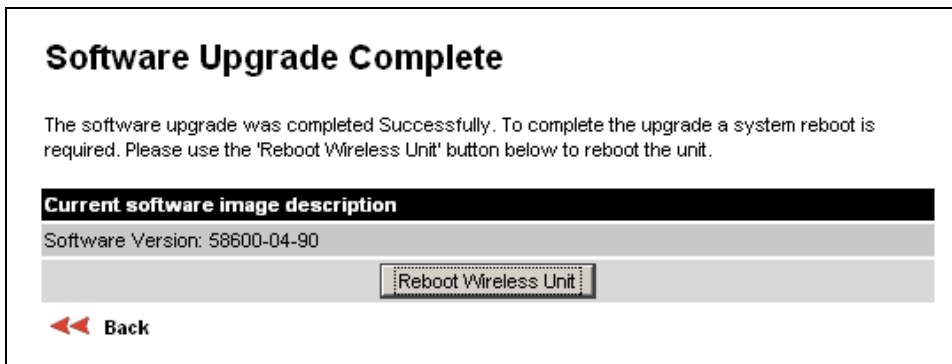 Software Upgrade Complete
The software upgrade was completed Successfully. To complete the upgrade a system reboot is
required. Please use the 'Reboot Wireless Unit' button below to reboot the unit.
Current software image description
Software Version: 58600-04-90
Reboot Wireless Unit
Back